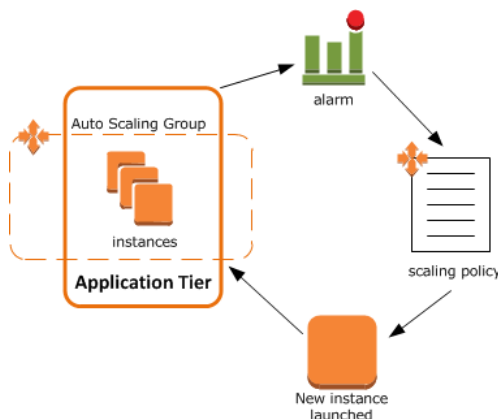 alarm
Auto Scaling Group
instances
Application Tier
scaling policy
New instance
launched